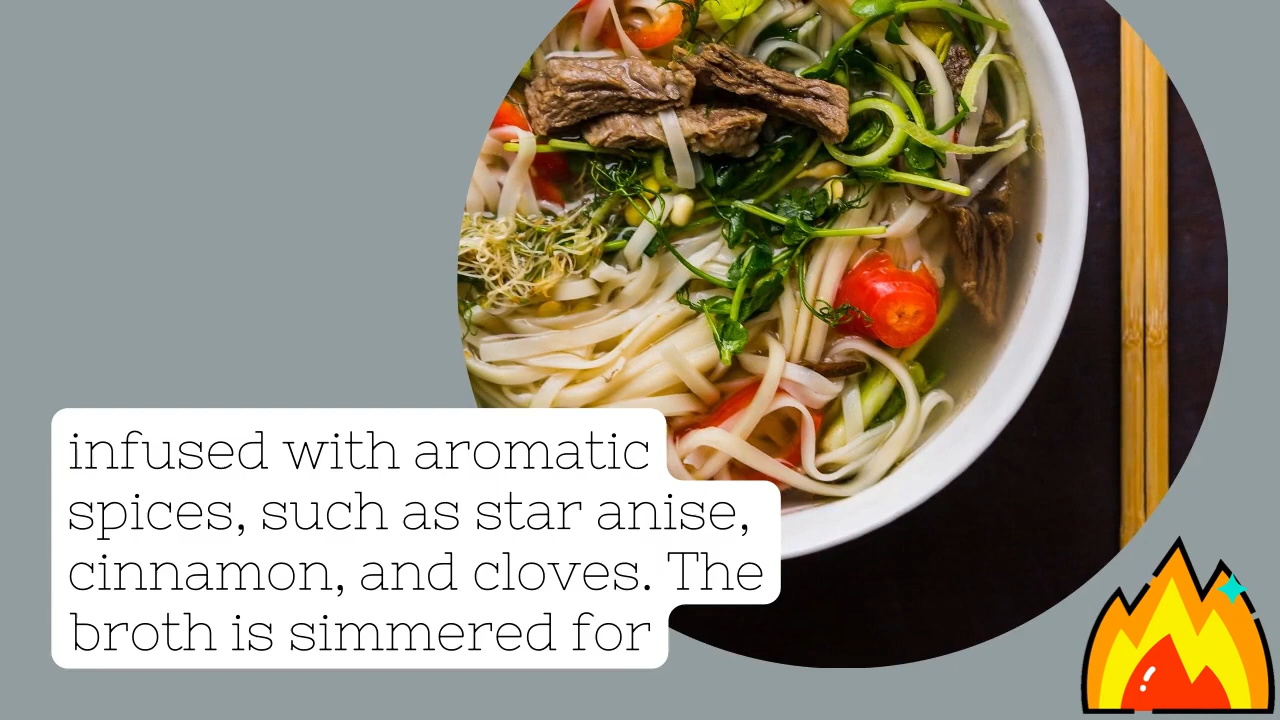 infused with aromatic
spices, such as star anise,
cinnamon, and cloves. The
broth is simmered for